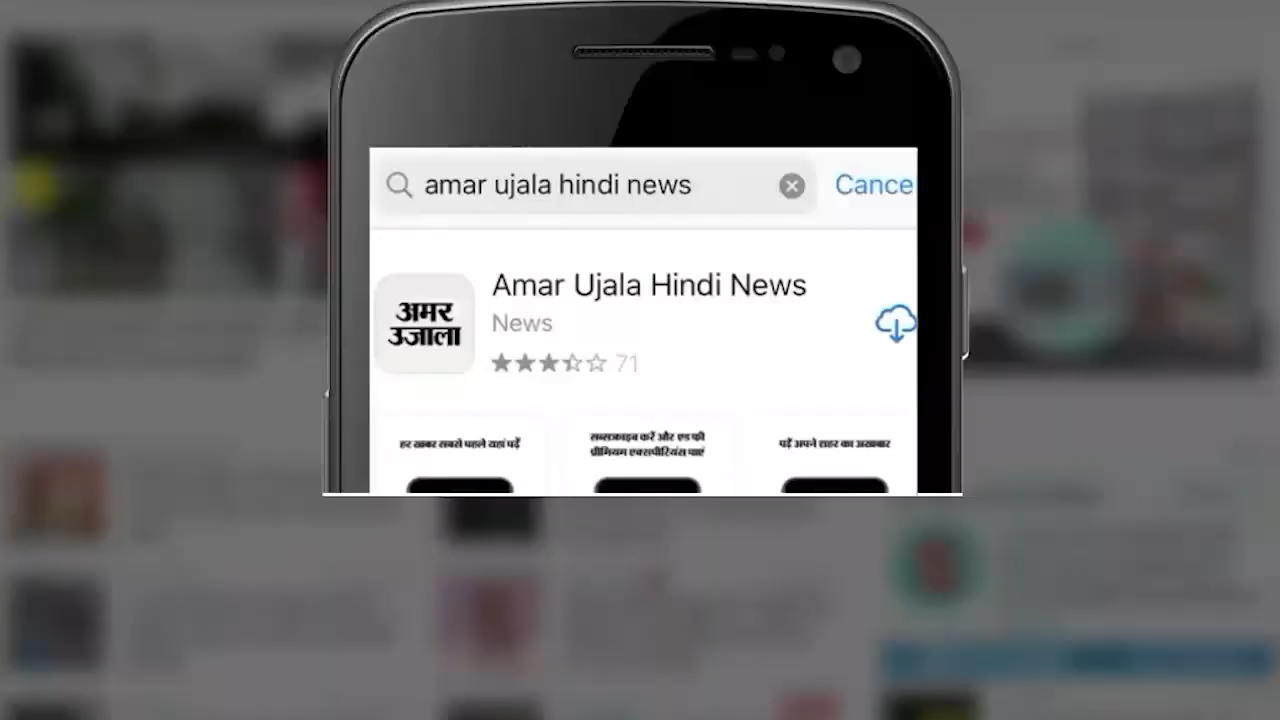 amar ujala hindi news
Cance
Amar Ujala Hindi News
News
71
अमर
उजाला
हर खबर सबसे पहले यहां पढ़ें
सब्सक्राइब करें और एड फ्री
प्रीमियम एक्सपीरियंस पाएं
पढ़ें अपने शहर का अखबार